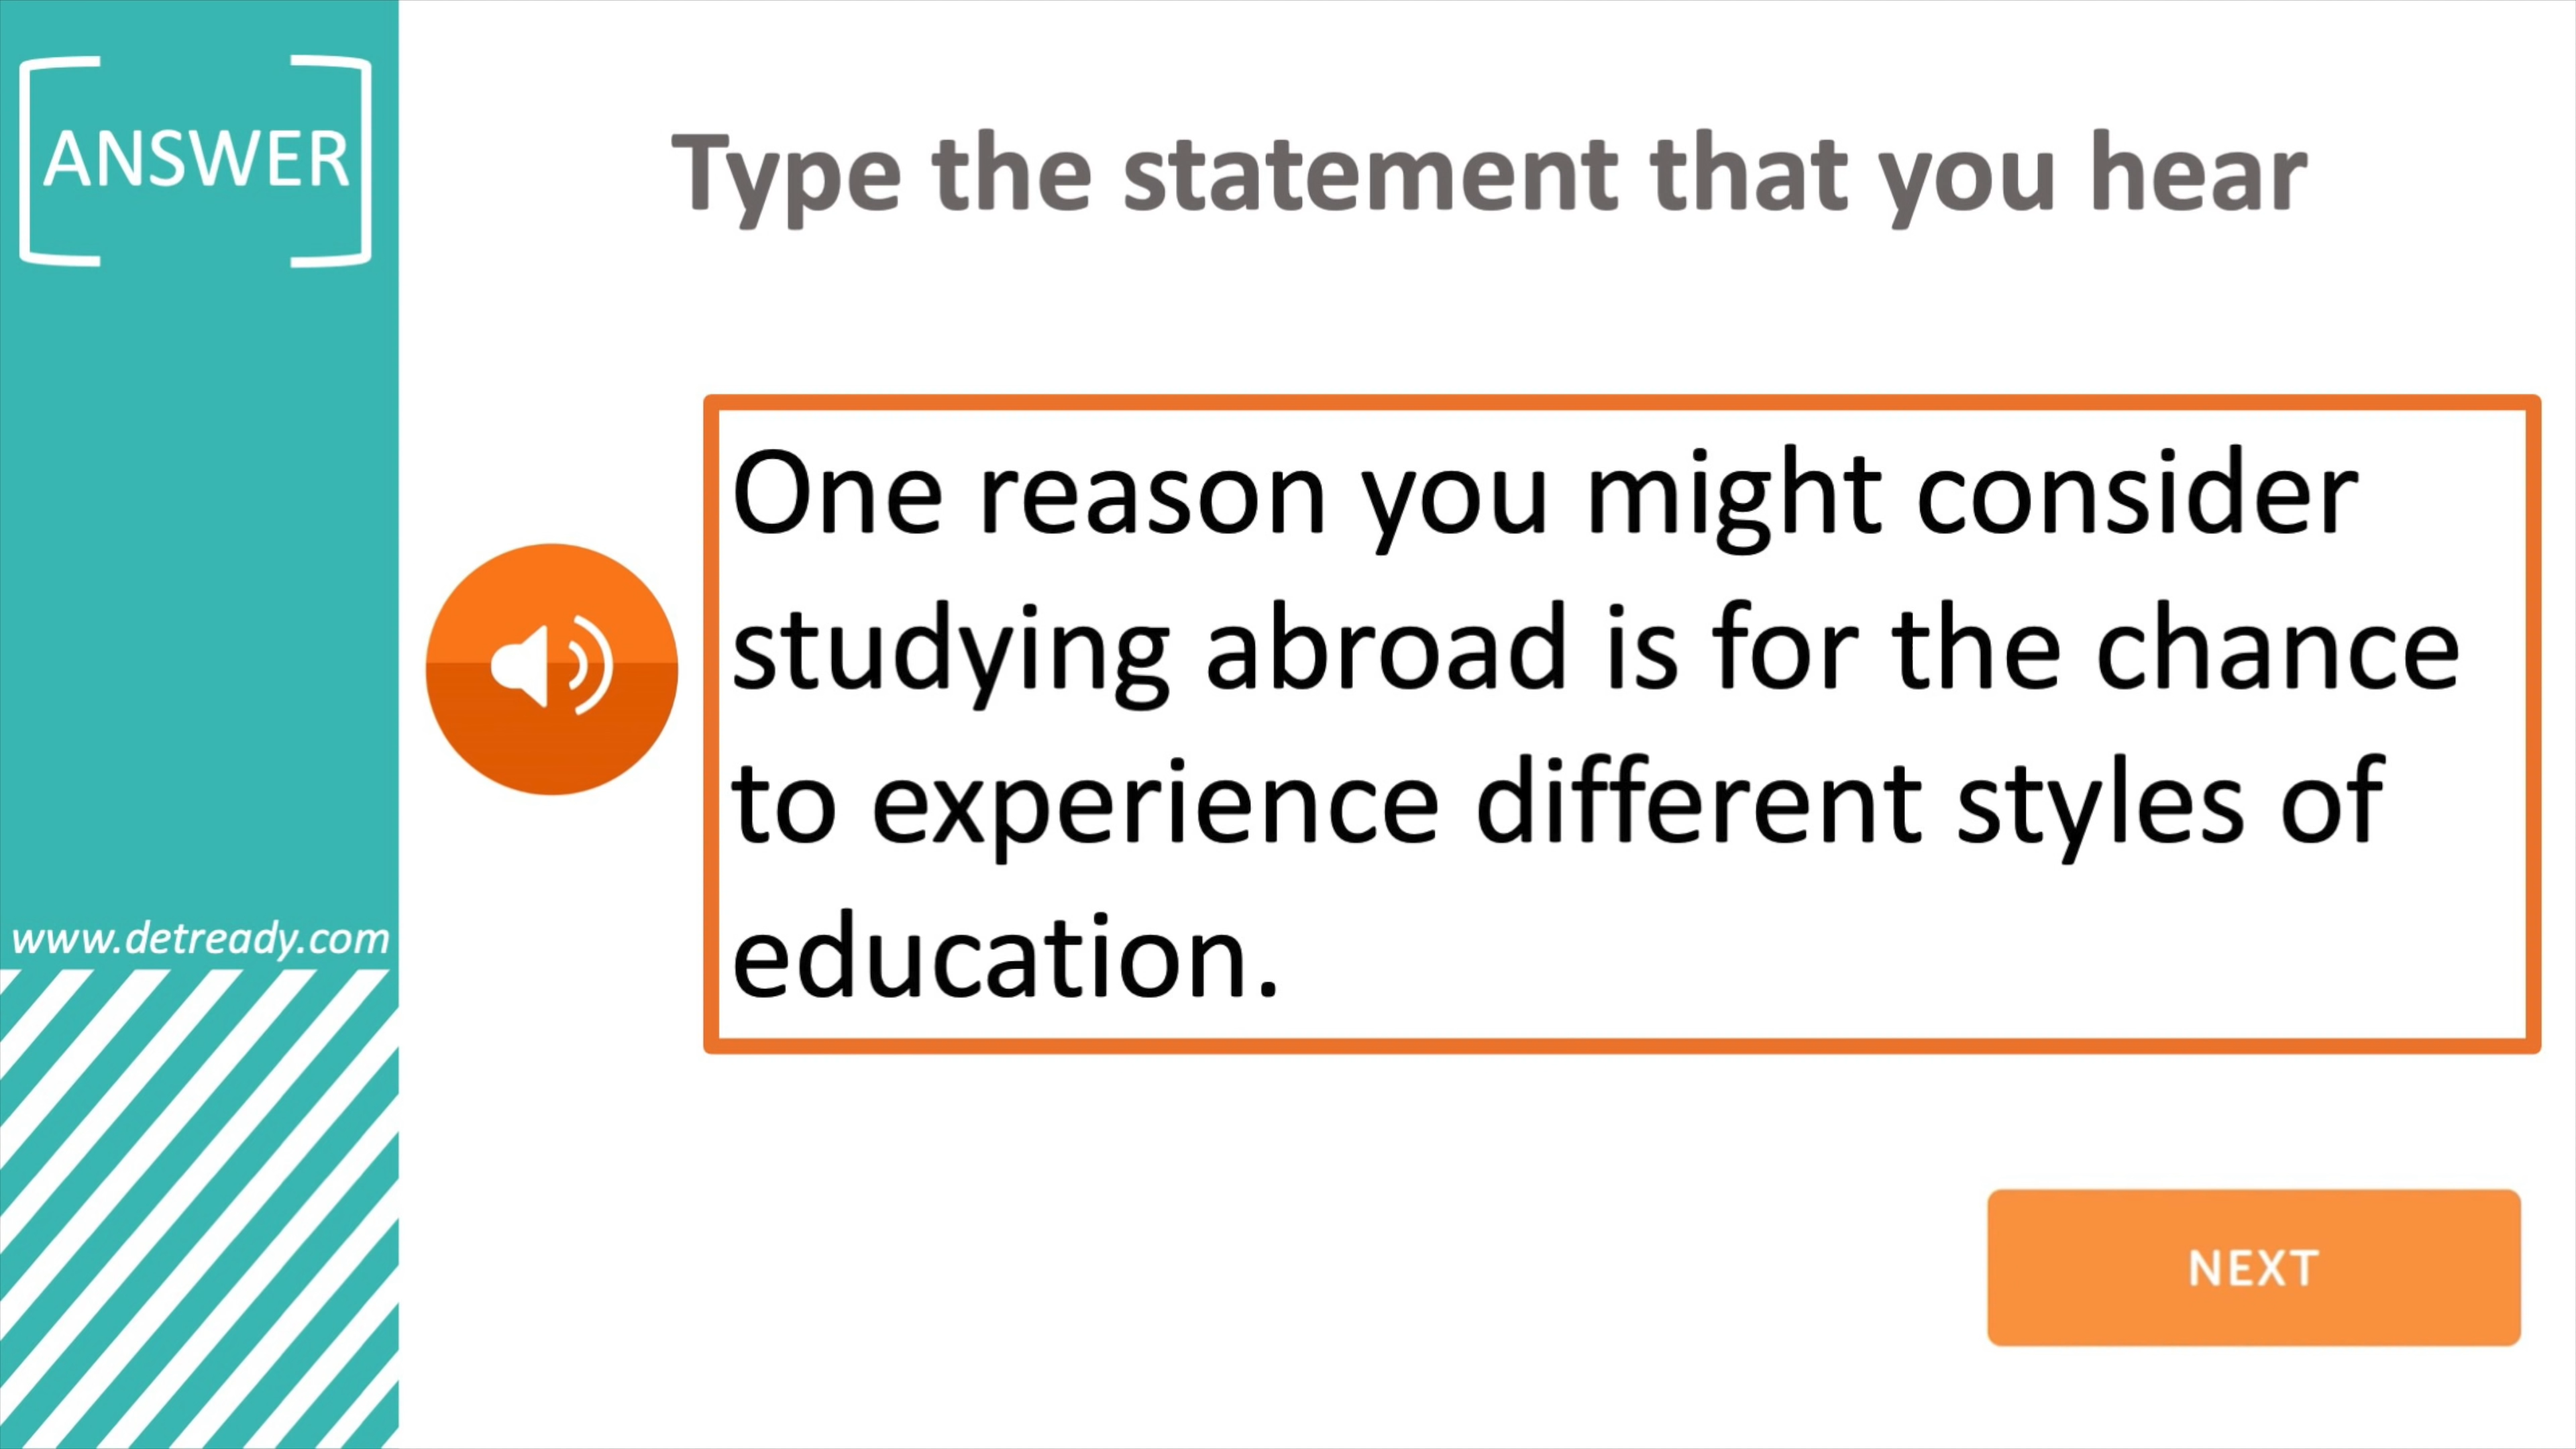 ANSWER
Type the statement that you hear
One reason you might consider
studying abroad is for the chance
to experience different styles of
education.
www.detready.com
NEXT